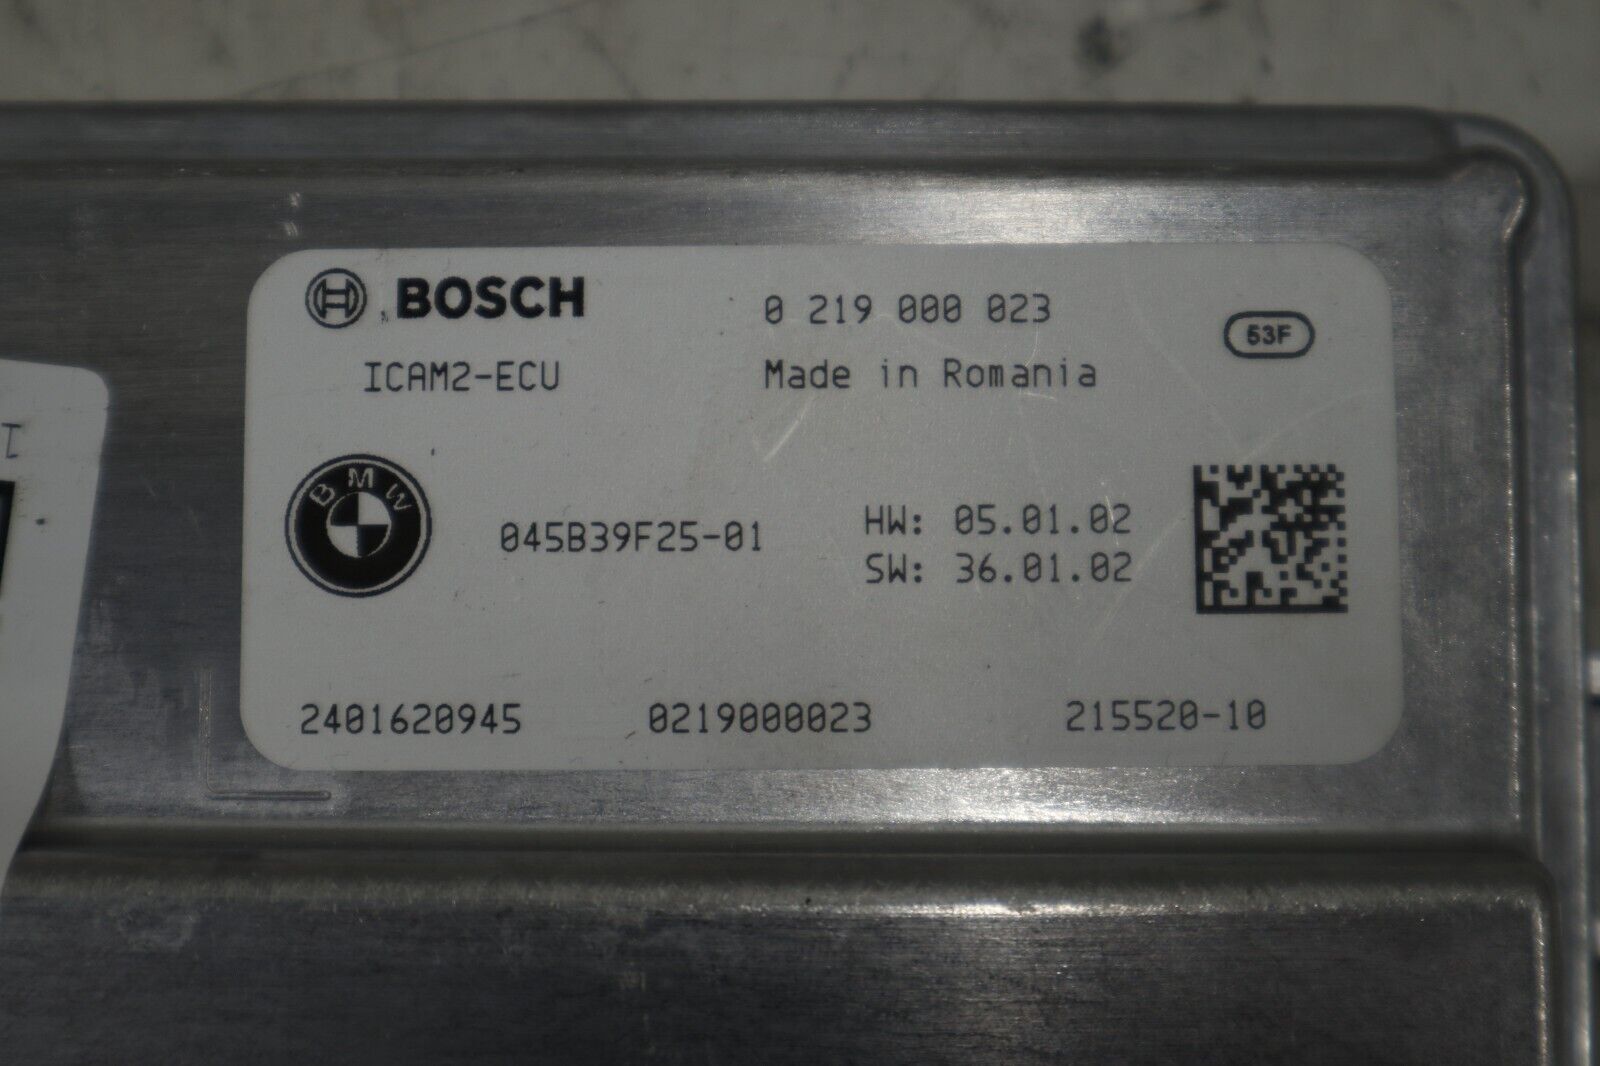 BOSCH 0 219 000 023 53F
ICAM2-ECU Made in Romania
BMW
045B39F25-01 HW: 05.01.02
SW: 36.01.02
2401620945 0219000023 215520-10